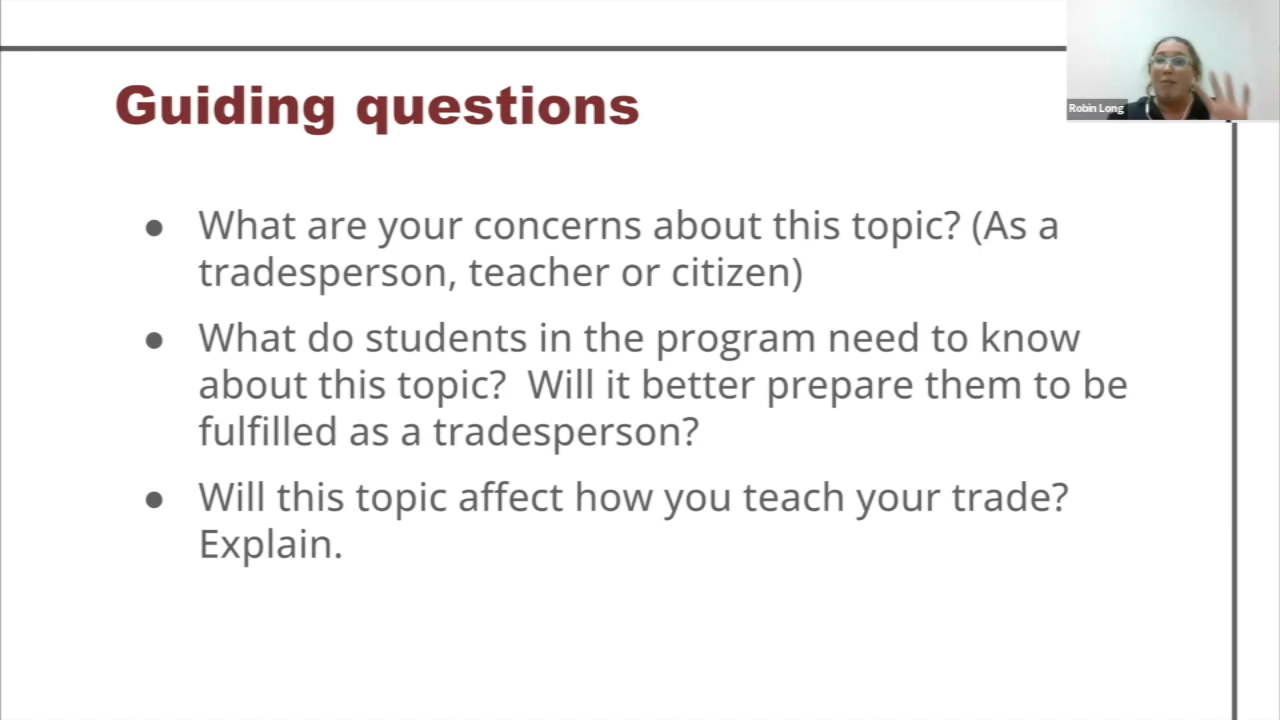 Guiding questions
Robin Long
● What are your concerns about this topic? (As a
tradesperson, teacher or citizen)
● What do students in the program need to know
about this topic?  Will it better prepare them to be
fulfilled as a tradesperson?
● Will this topic affect how you teach your trade?
Explain.